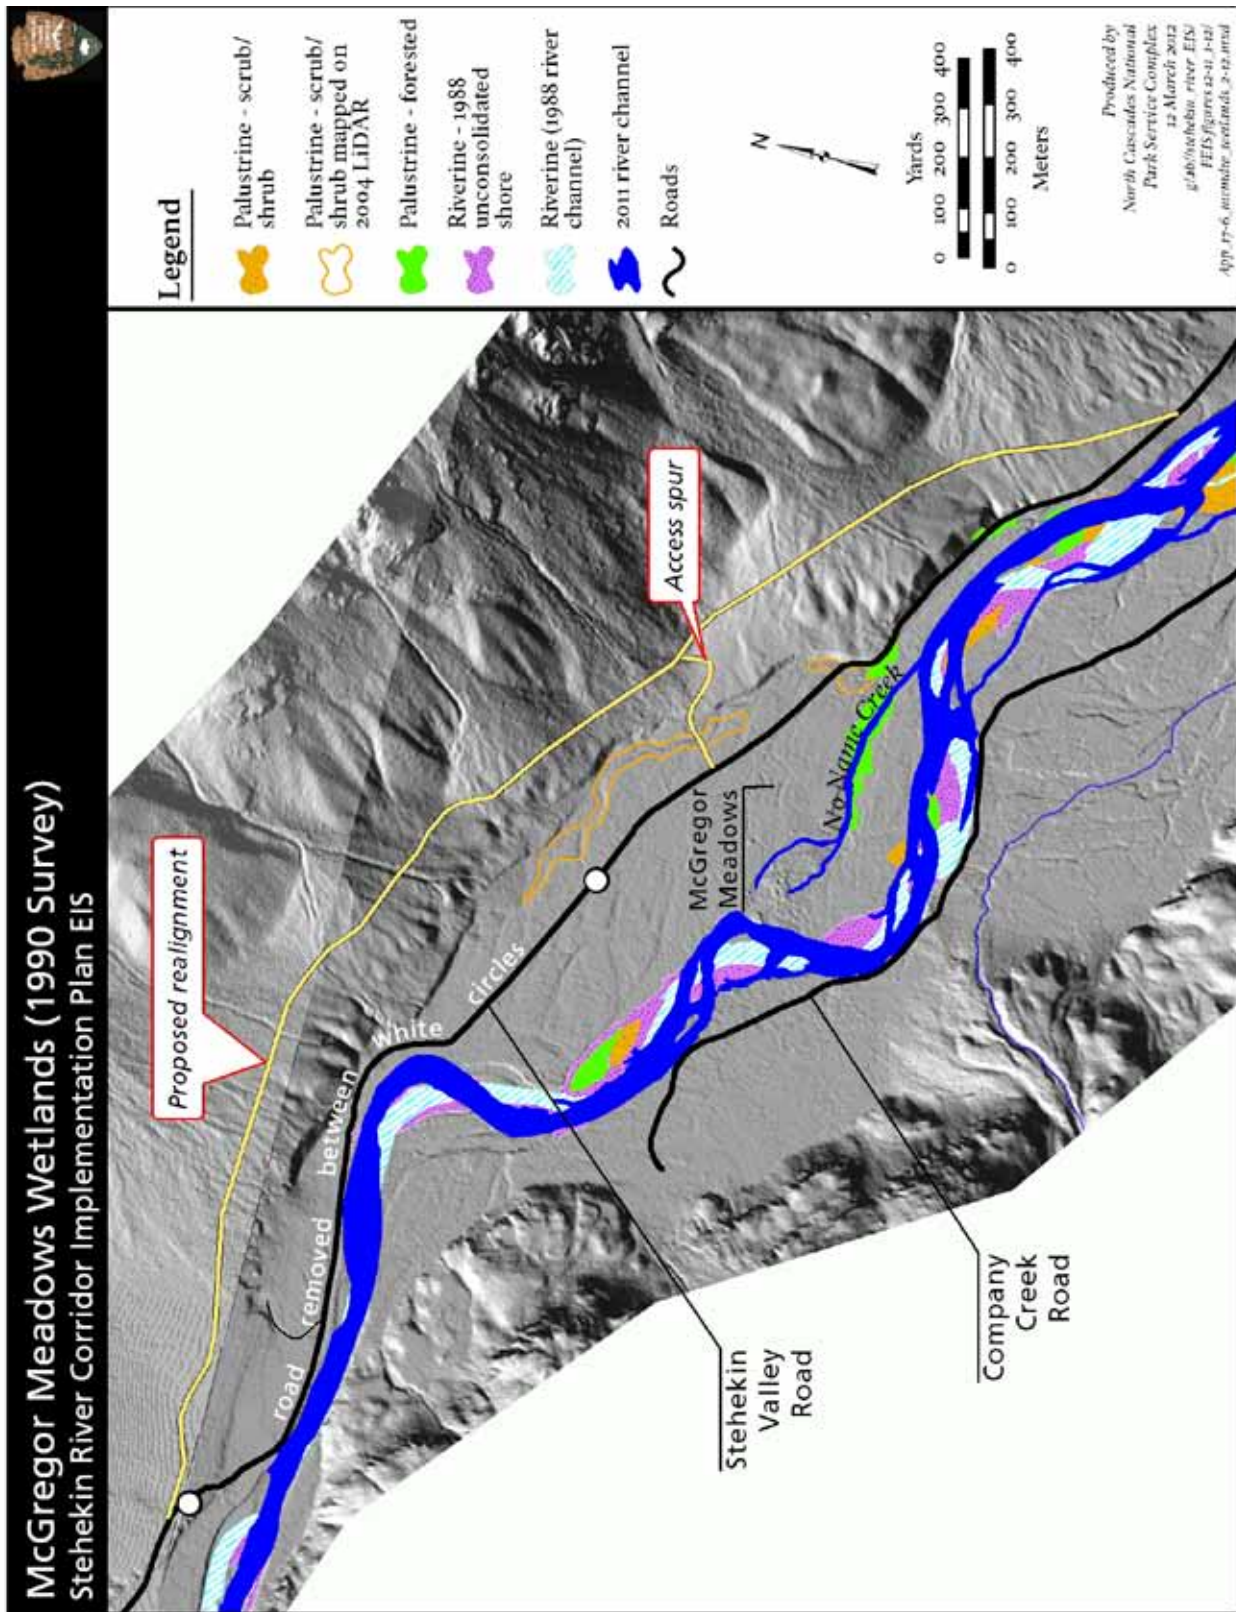 McGregor Meadows Wetlands (1990 Survey)
Stehekin River Corridor Implementation Plan EIS
Proposed realignment
Access spur
road removed between white circles
McGregor
Meadows
No Name Creek
Stehekin
Valley
Road
Company
Creek
Road
Legend
Palustrine - scrub/
shrub
Palustrine - scrub/
shrub mapped on
2004 LiDAR
Palustrine - forested
Riverine - 1988
unconsolidated
shore
Riverine (1988 river
channel)
2011 river channel
Roads
N
Yards
0 100 200 300 400
0 100 200 300 400
Meters
Produced by
North Cascades National
Park Service Complex
12 March 2012